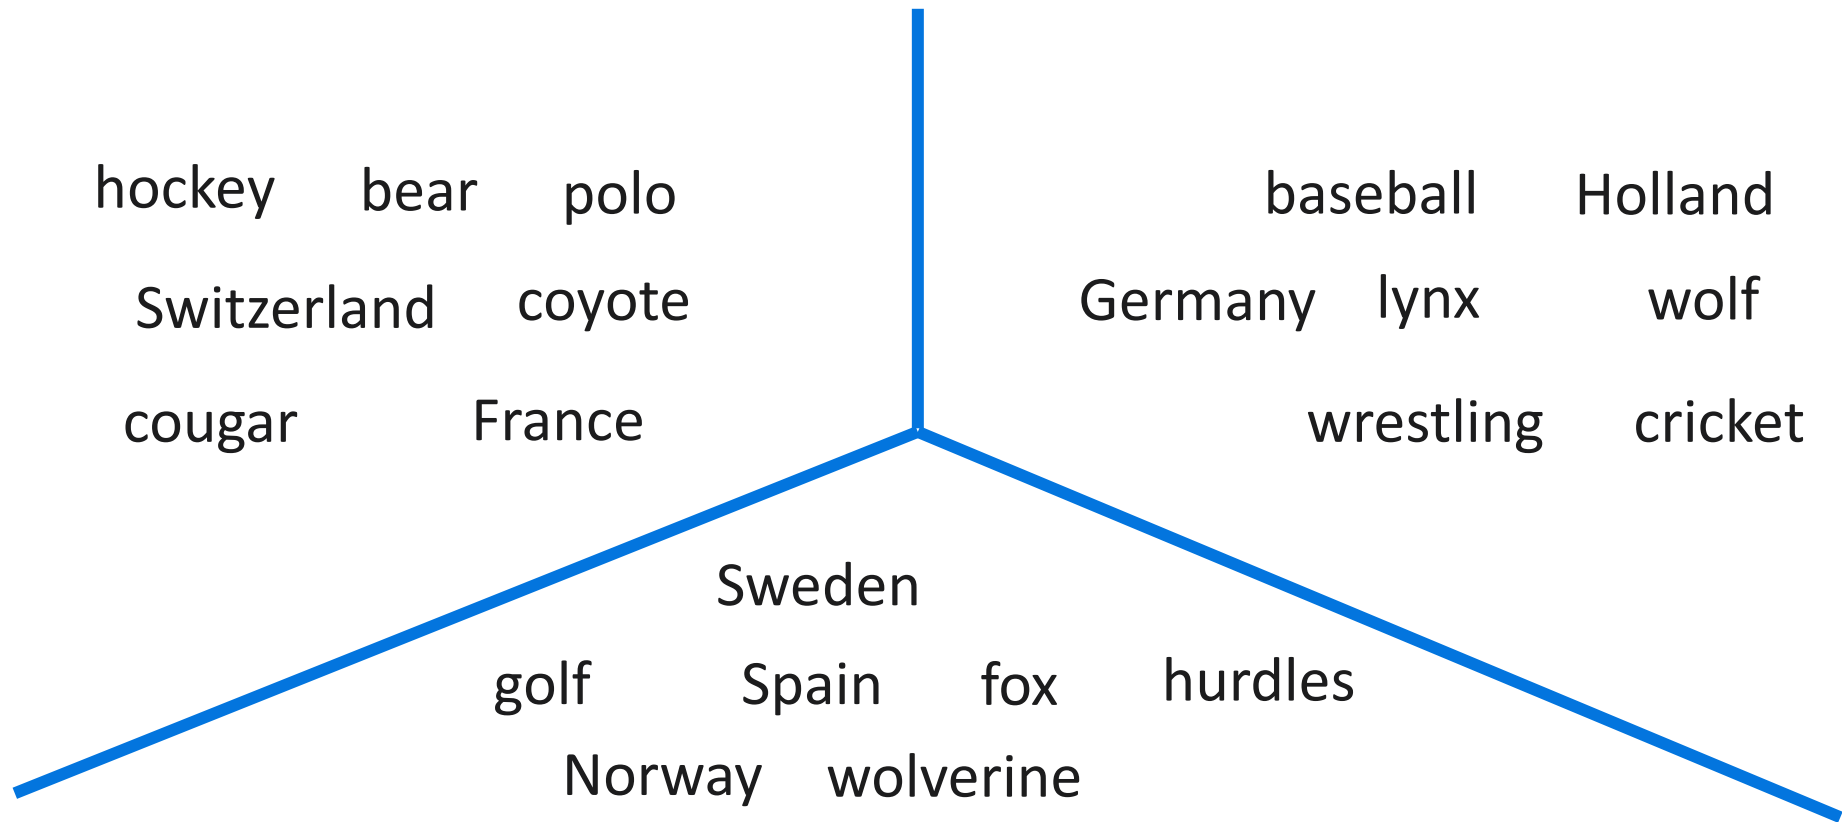 hockey bear polo
Switzerland coyote
cougar France
baseball Holland
Germany lynx wolf
wrestling cricket
Sweden
golf Spain fox hurdles
Norway wolverine